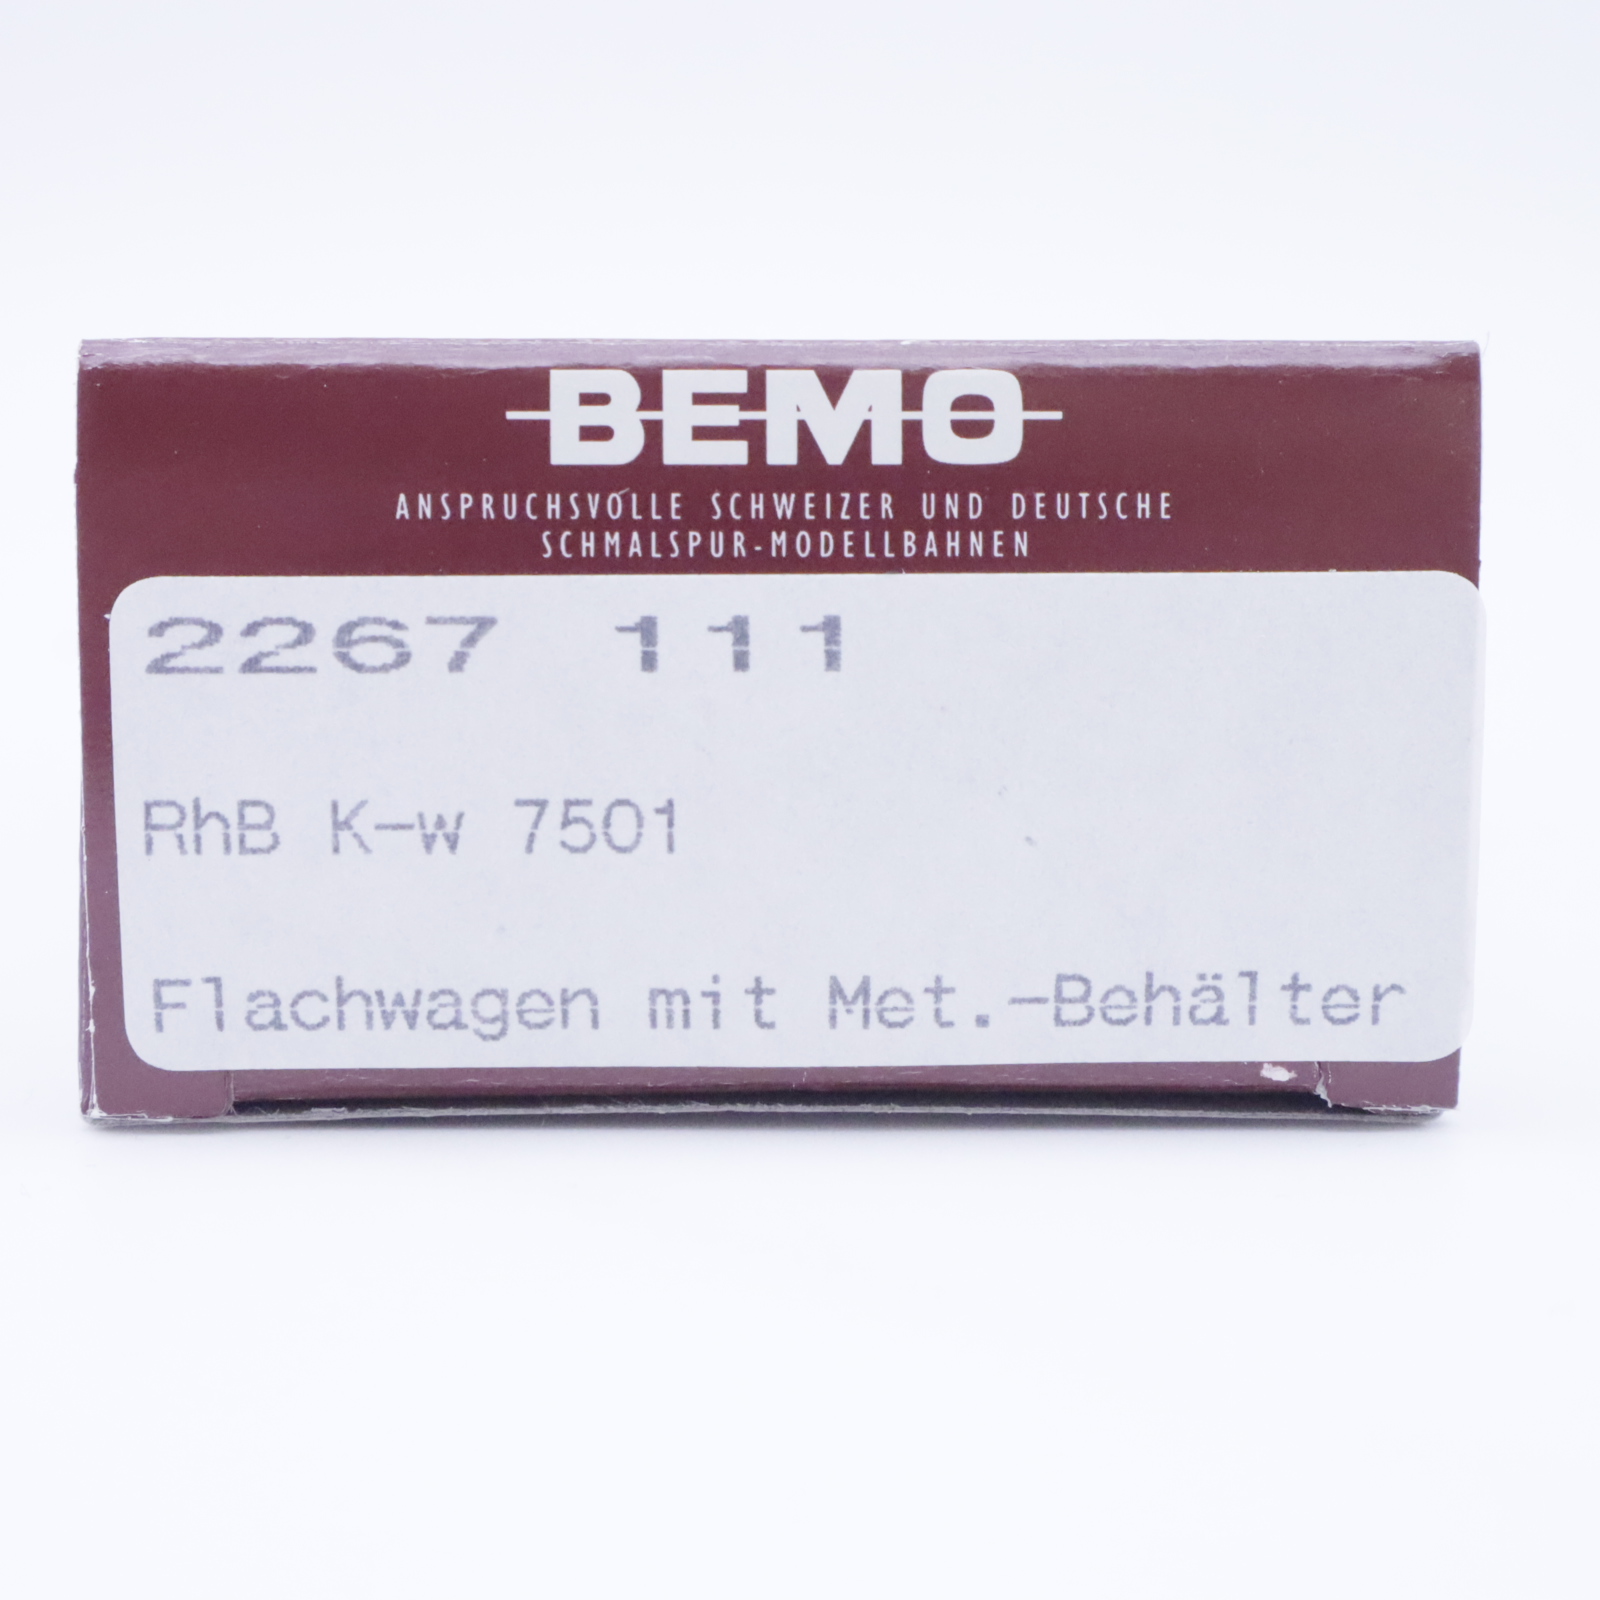 BEMO
ANSPRUCHSVOLLE SCHWEIZER UND DEUTSCHE
SCHMALSPUR-MODELLBAHNEN
2267 111
RhB K-w 7501
Flachwagen mit Met.-Behälter